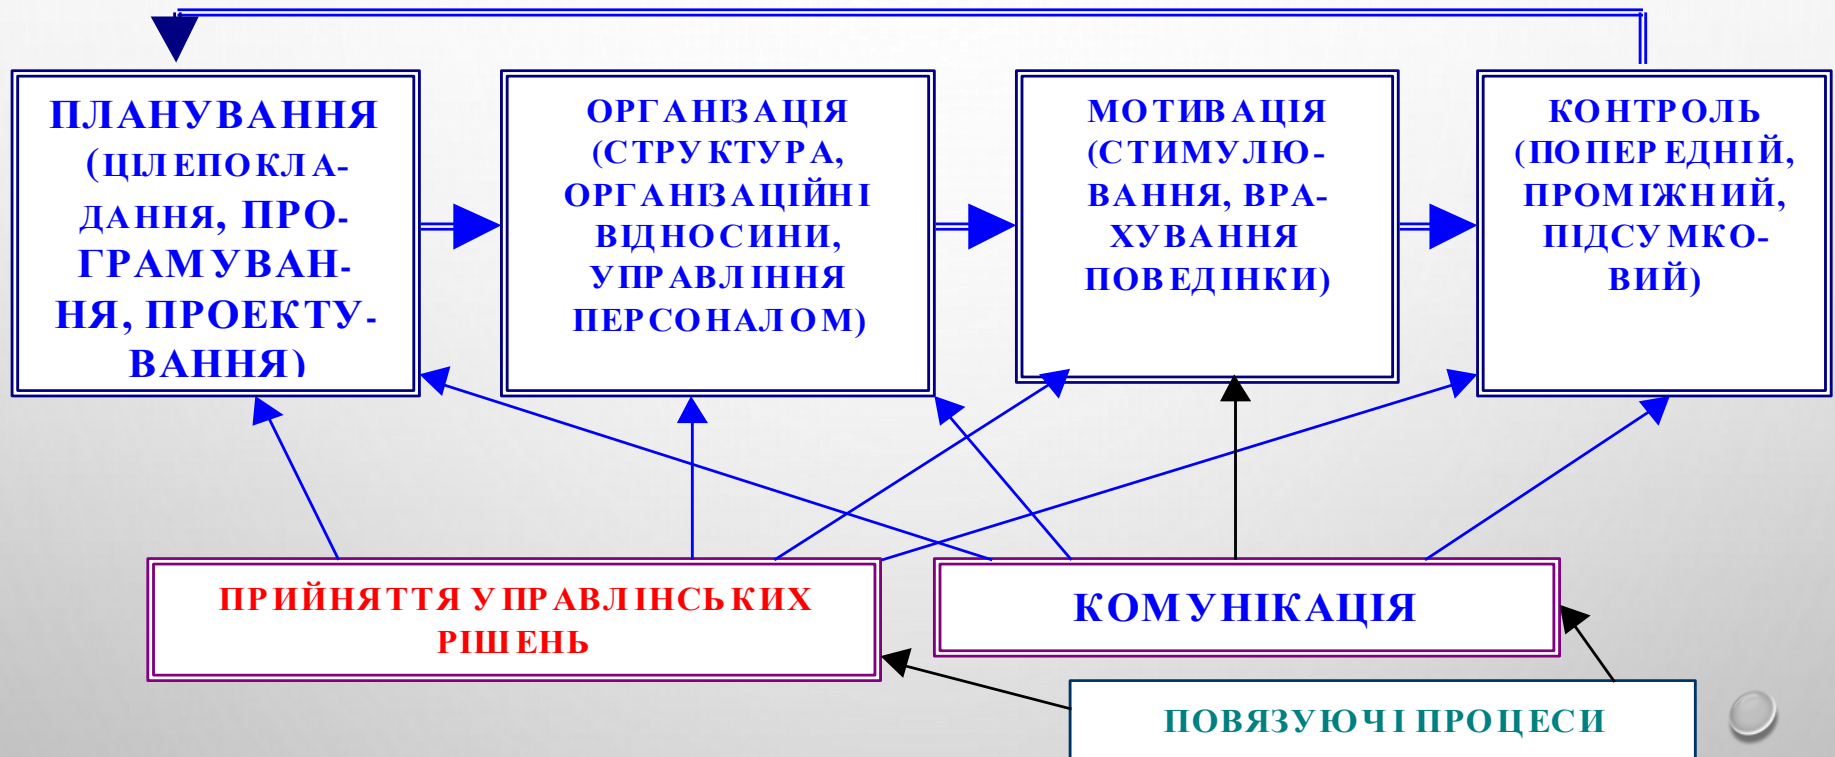 ПЛАНУВАННЯ
(ЦІЛЕПОКЛА-
ДАННЯ, ПРО-
ГРАМУВАН-
НЯ, ПРОЕКТУ-
ВАННЯ)
ОРГАНІЗАЦІЯ
(СТРУКТУРА,
ОРГАНІЗАЦІЙНІ
ВІДНОСИНИ,
УПРАВЛІННЯ
ПЕРСОНАЛОМ)
МОТИВАЦІЯ
(СТИМУЛЮ-
ВАННЯ, ВРА-
ХУВАННЯ
ПОВЕДІНКИ)
КОНТРОЛЬ
(ПОПЕРЕДНІЙ,
ПРОМІЖНИЙ,
ПІДСУМКО-
ВИЙ)
ПРИЙНЯТТЯ УПРАВЛІНСЬКИХ
РІШЕНЬ
КОМУНІКАЦІЯ
ПОВЯЗУЮЧІ ПРОЦЕСИ